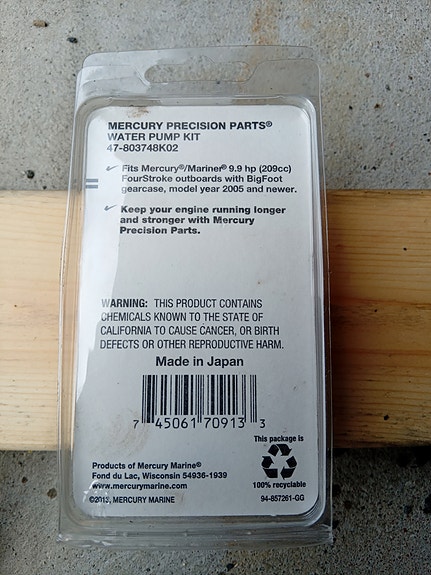 MERCURY PRECISION PARTS®
WATER PUMP KIT
47-803748K02
Fits Mercury®/Mariner® 9.9 hp (209cc)
FourStroke outboards with BigFoot
gearcase, model year 2005 and newer.
Keep your engine running longer
and stronger with Mercury
Precision Parts.
WARNING: THIS PRODUCT CONTAINS
CHEMICALS KNOWN TO THE STATE OF
CALIFORNIA TO CAUSE CANCER, OR BIRTH
DEFECTS OR OTHER REPRODUCTIVE HARM.
Made in Japan
7 45061 70913 3
This package is
100% recyclable
Products of Mercury Marine®
Fond du Lac, Wisconsin 54936-1939
www.mercurymarine.com
©2013, MERCURY MARINE
94-857261-GG